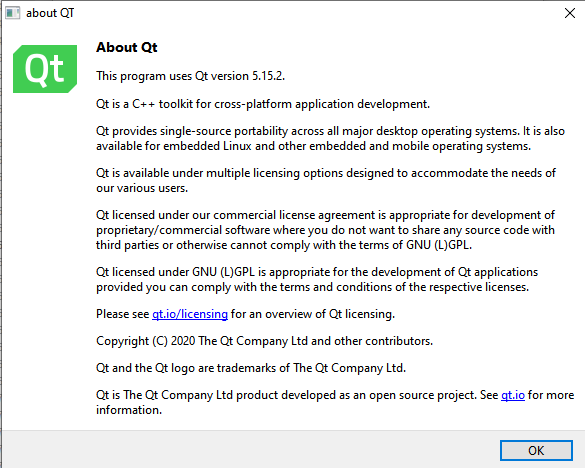 about QT
Qt
About Qt
This program uses Qt version 5.15.2.
Qt is a C++ toolkit for cross-platform application development.
Qt provides single-source portability across all major desktop operating systems. It is also
available for embedded Linux and other embedded and mobile operating systems.
Qt is available under multiple licensing options designed to accommodate the needs of
our various users.
Qt licensed under our commercial license agreement is appropriate for development of
proprietary/commercial software where you do not want to share any source code with
third parties or otherwise cannot comply with the terms of GNU (L)GPL.
Qt licensed under GNU (L)GPL is appropriate for the development of Qt applications
provided you can comply with the terms and conditions of the respective licenses.
Please see qt.io/licensing for an overview of Qt licensing.
Copyright (C) 2020 The Qt Company Ltd and other contributors.
Qt and the Qt logo are trademarks of The Qt Company Ltd.
Qt is The Qt Company Ltd product developed as an open source project. See qt.io for more
information.
OK